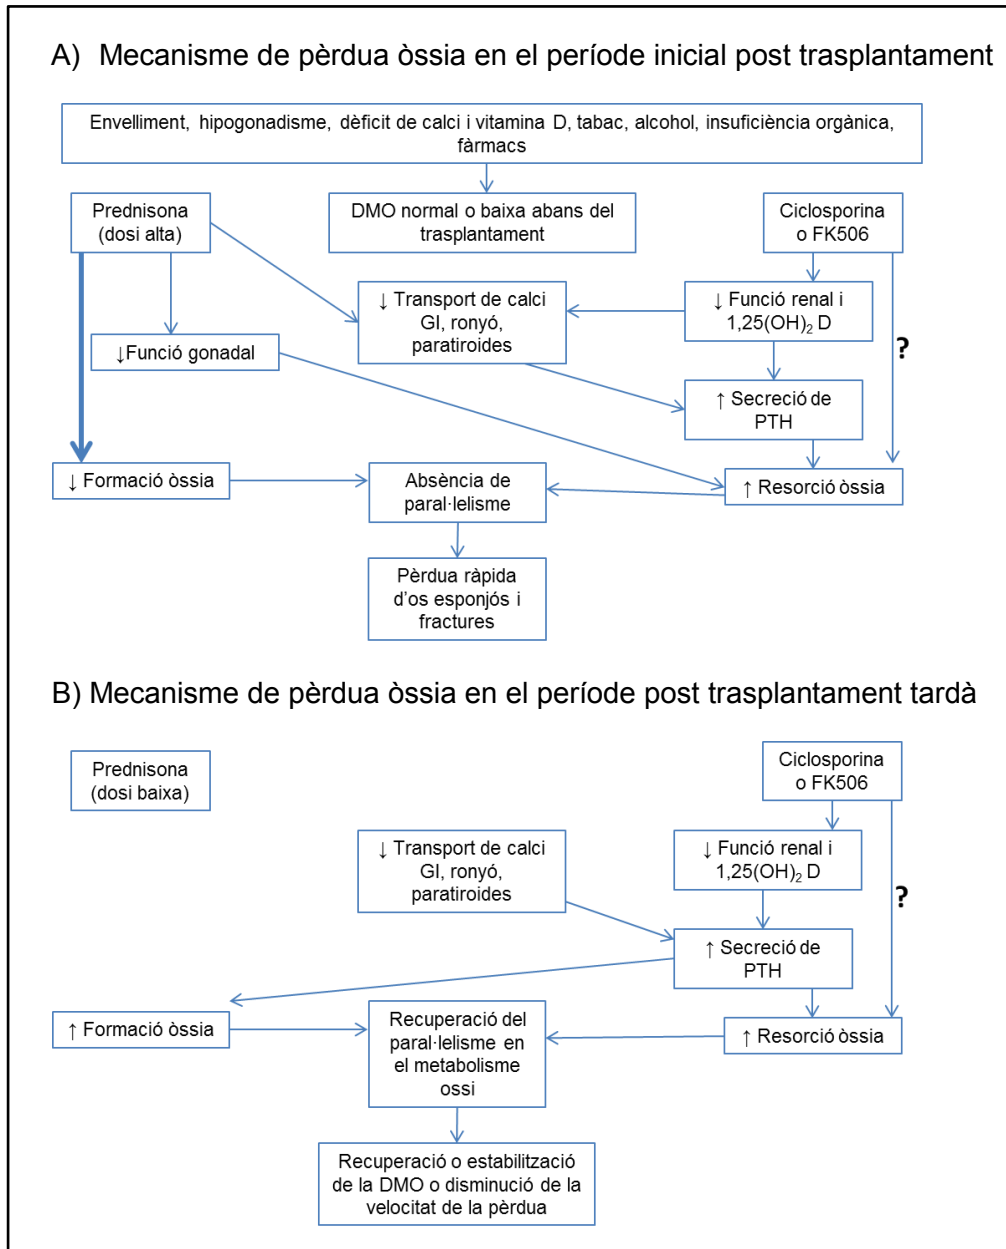 A) Mecanisme de pèrdua òssia en el període inicial post trasplantament
Envelliment, hipogonadisme, dèficit de calci i vitamina D, tabac, alcohol, insuficiència orgànica,
fàrmacs
Prednisona
(dosi alta)
DMO normal o baixa abans del
trasplantament
Ciclosporina
o FK506
↓ Transport de calci
GI, ronyó,
paratiroides
↓ Funció renal i
1,25(OH)₂ D
↓Funció gonadal
?
↑ Secreció de
PTH
↓ Formació òssia
Absència de
paral·lelisme
↑ Resorció òssia
Pèrdua ràpida
d'os esponjós i
fractures
B) Mecanisme de pèrdua òssia en el període post trasplantament tardà
Prednisona
(dosi baixa)
Ciclosporina
o FK506
↓ Transport de calci
GI, ronyó,
paratiroides
↓ Funció renal i
1,25(OH)₂ D
?
↑ Secreció de
PTH
↑ Formació òssia
Recuperació del
paral·lelisme en
el metabolisme
ossi
↑ Resorció òssia
Recuperació o estabilització
de la DMO o disminució de la
velocitat de la pèrdua